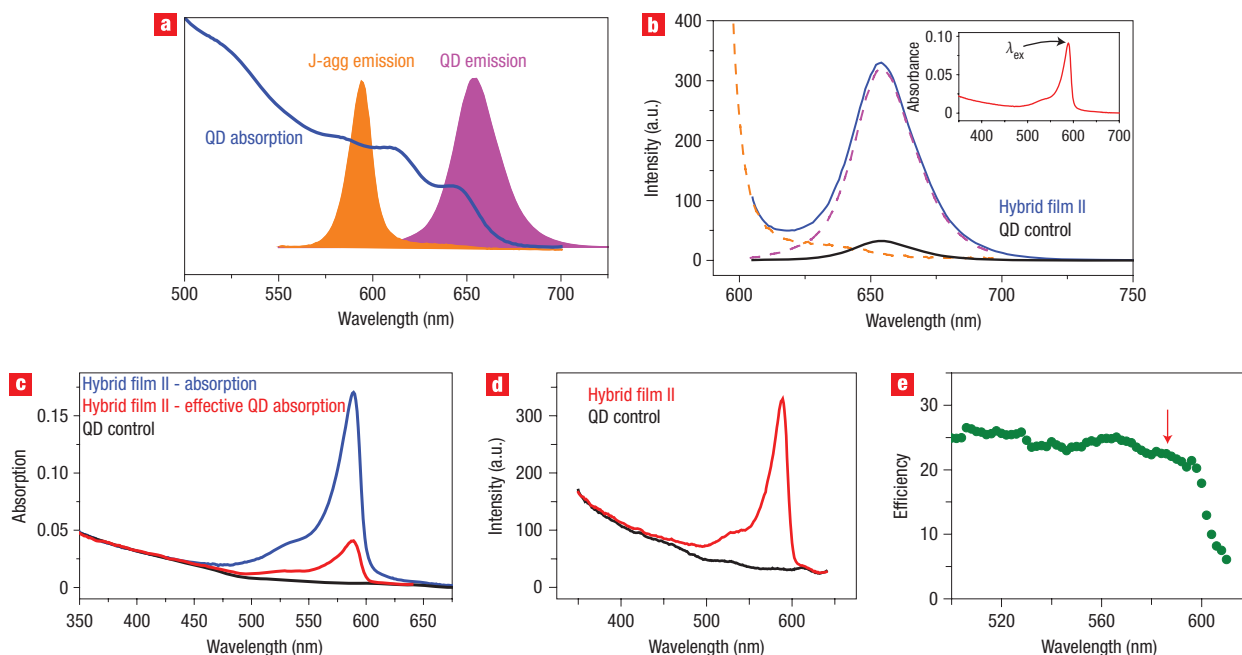 a
J-agg emission
QD emission
QD absorption
500
550
600
650
700
Wavelength (nm)
b
400
300
200
100
0
Intensity (a.u.)
600
650
700
750
Wavelength (nm)
Hybrid film II
QD control
λex
0.10
0.05
0
Absorbance
400
500
600
700
c
Hybrid film II - absorption
Hybrid film II - effective QD absorption
QD control
0.15
0.10
0.05
0
Absorption
350
400
450
500
550
600
650
Wavelength (nm)
d
Hybrid film II
300
200
100
0
Intensity (a.u.)
400
500
600
Wavelength (nm)
e
30
20
10
0
Efficiency
520
560
600
Wavelength (nm)